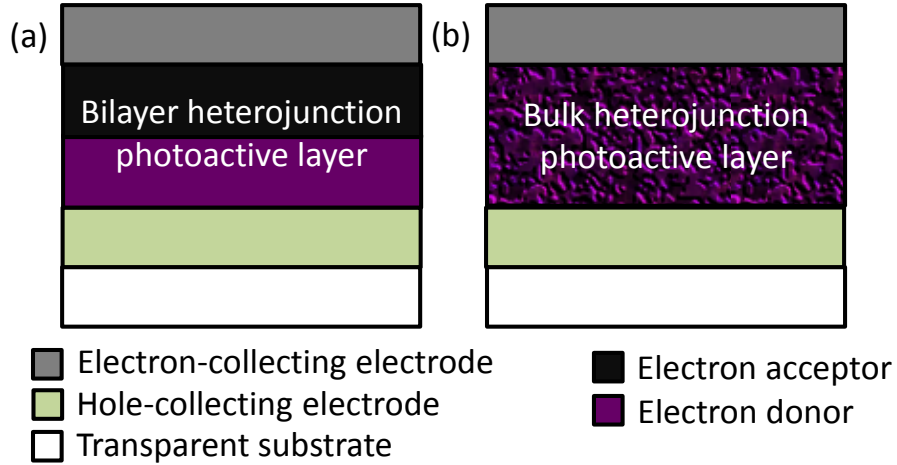 (a)
Bilayer heterojunction
photoactive layer
(b)
Bulk heterojunction
photoactive layer
Electron-collecting electrode
Hole-collecting electrode
Transparent substrate
Electron acceptor
Electron donor